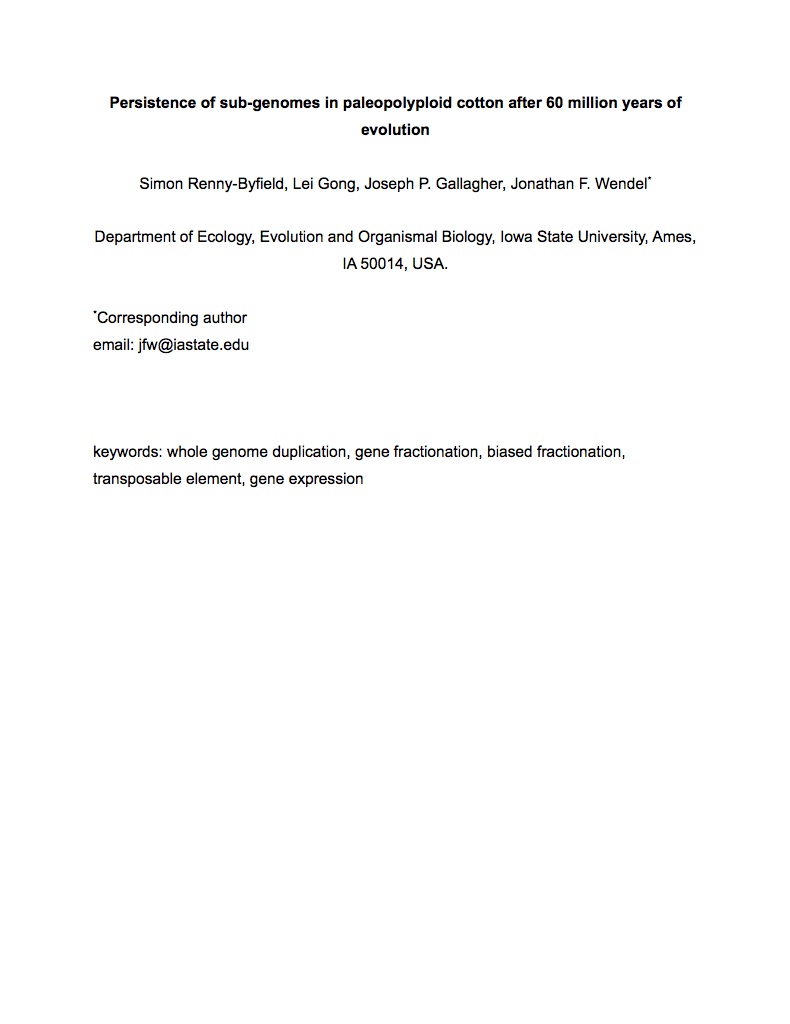 Persistence of sub-genomes in paleopolyploid cotton after 60 million years of
evolution
Simon Renny-Byfield, Lei Gong, Joseph P. Gallagher, Jonathan F. Wendel*
Department of Ecology, Evolution and Organismal Biology, Iowa State University, Ames,
IA 50014, USA.
*Corresponding author
email: jfw@iastate.edu
keywords: whole genome duplication, gene fractionation, biased fractionation,
transposable element, gene expression